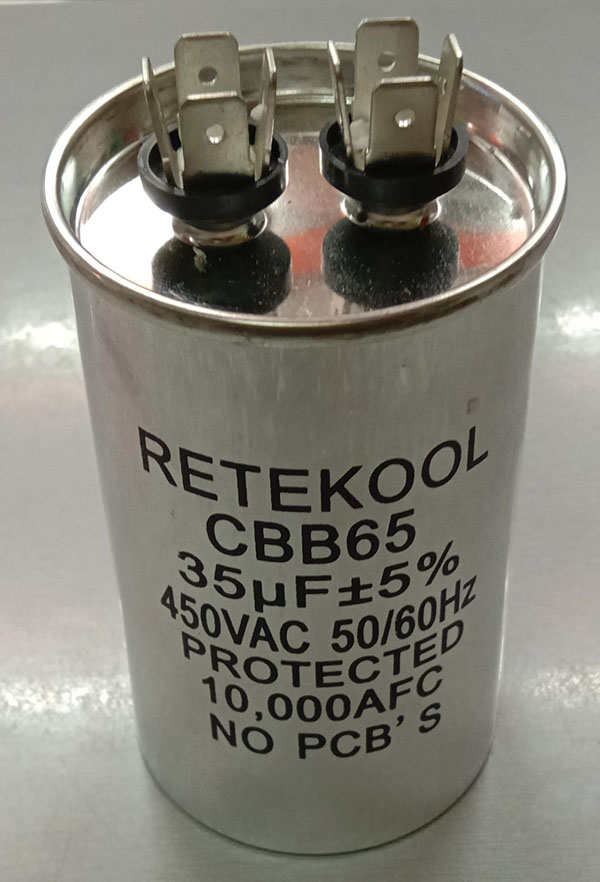 RETEKOOL
CBB65
35µF±5%
450VAC 50/60Hz
PROTECTED
10,000AFC
NO PCB'S